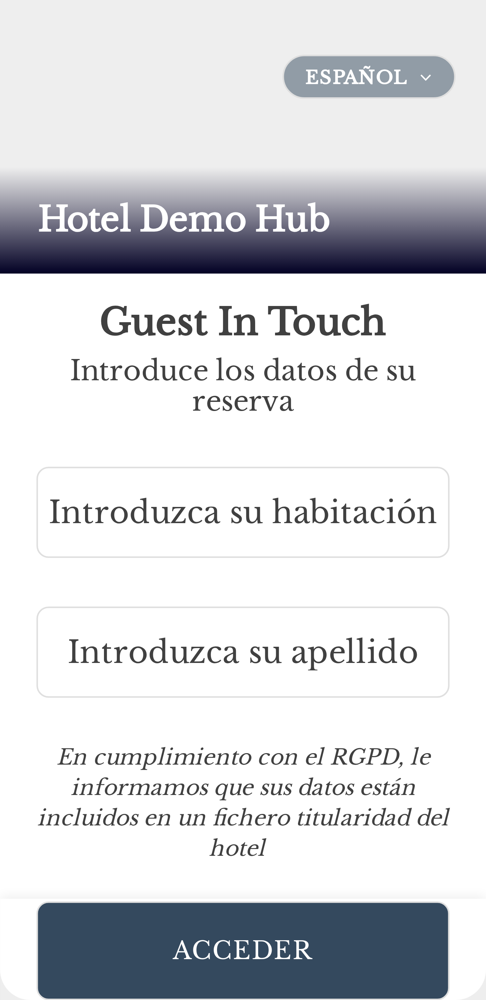 ESPAÑOL
Hotel Demo Hub
Guest In Touch
Introduce los datos de su
reserva
Introduzca su habitación
Introduzca su apellido
En cumplimiento con el RGPD, le
informamos que sus datos están
incluidos en un fichero titularidad del
hotel
ACCEDER